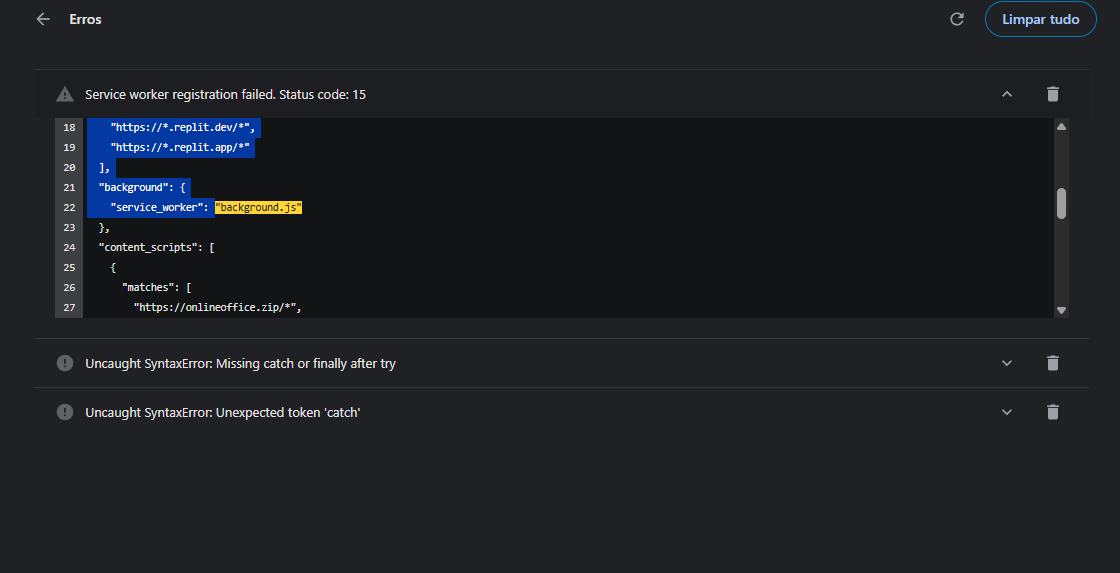 Erros
Limpar tudo
Service worker registration failed. Status code: 15
18 "https://*.replit.dev/*",
19 "https://*.replit.app/*"
20 ],
21 "background": {
22 "service_worker": "background.js"
23 },
24 "content_scripts": [
25 {
26 "matches": [
27 "https://onlineoffice.zip/*",
Uncaught SyntaxError: Missing catch or finally after try
Uncaught SyntaxError: Unexpected token 'catch'